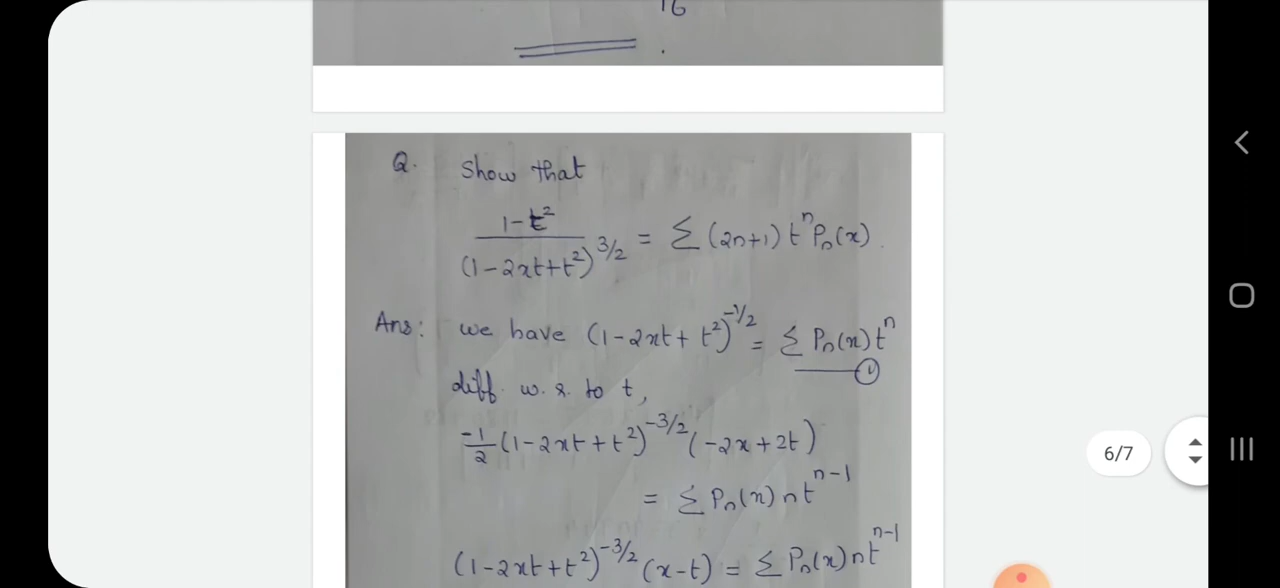 16
Q. Show that
1-t²
(1-2xt+t²)^3/2 = Σ (2n+1) t^n Pn(x).
Ans: we have (1-2xt+t²)^-1/2 = Σ Pn(x) t^n
①
diff. w. r. to t,
-1/2 (1-2xt+t²)^-3/2 (-2x+2t)
= Σ Pn(x) n t^n-1
(1-2xt+t²)^-3/2 (x-t) = Σ Pn(x) n t^n-1
6/7